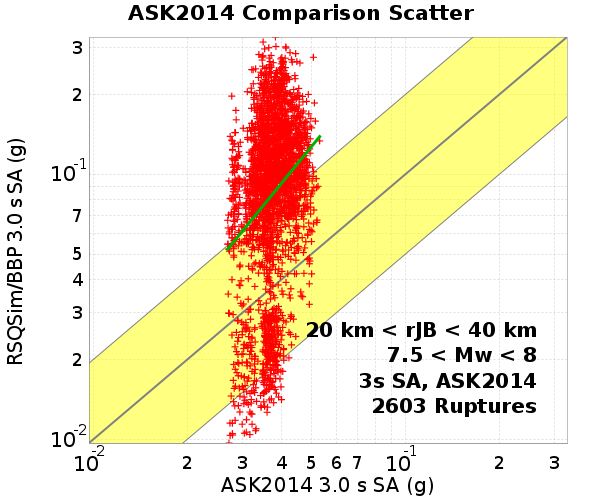 ASK2014 Comparison Scatter
3
2
10-1
7
5
4
3
2
10-2
RSQSim/BBP 3.0 s SA (g)
20 km < rJB < 40 km
7.5 < Mw < 8
3s SA, ASK2014
2603 Ruptures
10-2 2 3 4 5 6 7 10-1 2 3
ASK2014 3.0 s SA (g)